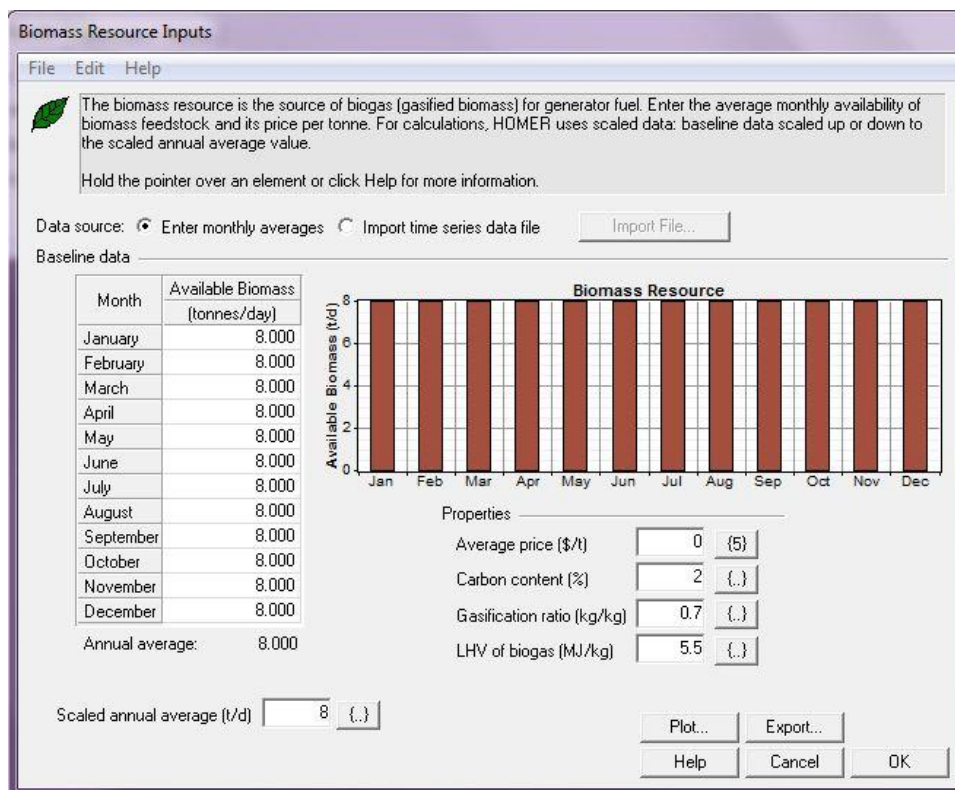 Biomass Resource Inputs
File Edit Help
The biomass resource is the source of biogas (gasified biomass) for generator fuel. Enter the average monthly availability of
biomass feedstock and its price per tonne. For calculations, HOMER uses scaled data: baseline data scaled up or down to
the scaled annual average value.
Hold the pointer over an element or click Help for more information.
Data source: Enter monthly averages Import time series data file Import File...
Baseline data
Month Available Biomass
(tonnes/day)
January 8.000
February 8.000
March 8.000
April 8.000
May 8.000
June 8.000
July 8.000
August 8.000
September 8.000
October 8.000
November 8.000
December 8.000
Annual average: 8.000
Biomass Resource
Available Biomass (t/d)
8
6
4
2
0
Jan Feb Mar Apr May Jun Jul Aug Sep Oct Nov Dec
Properties
Average price ($/t) 0 {5}
Carbon content (%) 2 {..}
Gasification ratio (kg/kg) 0.7 {..}
LHV of biogas (MJ/kg) 5.5 {..}
Scaled annual average (t/d) 8 {..}
Plot... Export...
Help Cancel OK